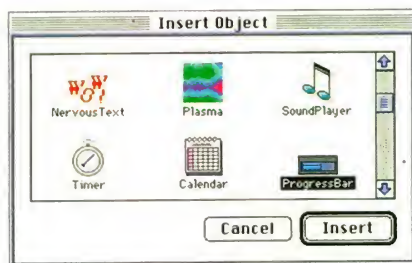 Insert Object
W'O'W!
NervousText
Plasma
SoundPlayer
Timer
Calendar
ProgressBar
Cancel
Insert